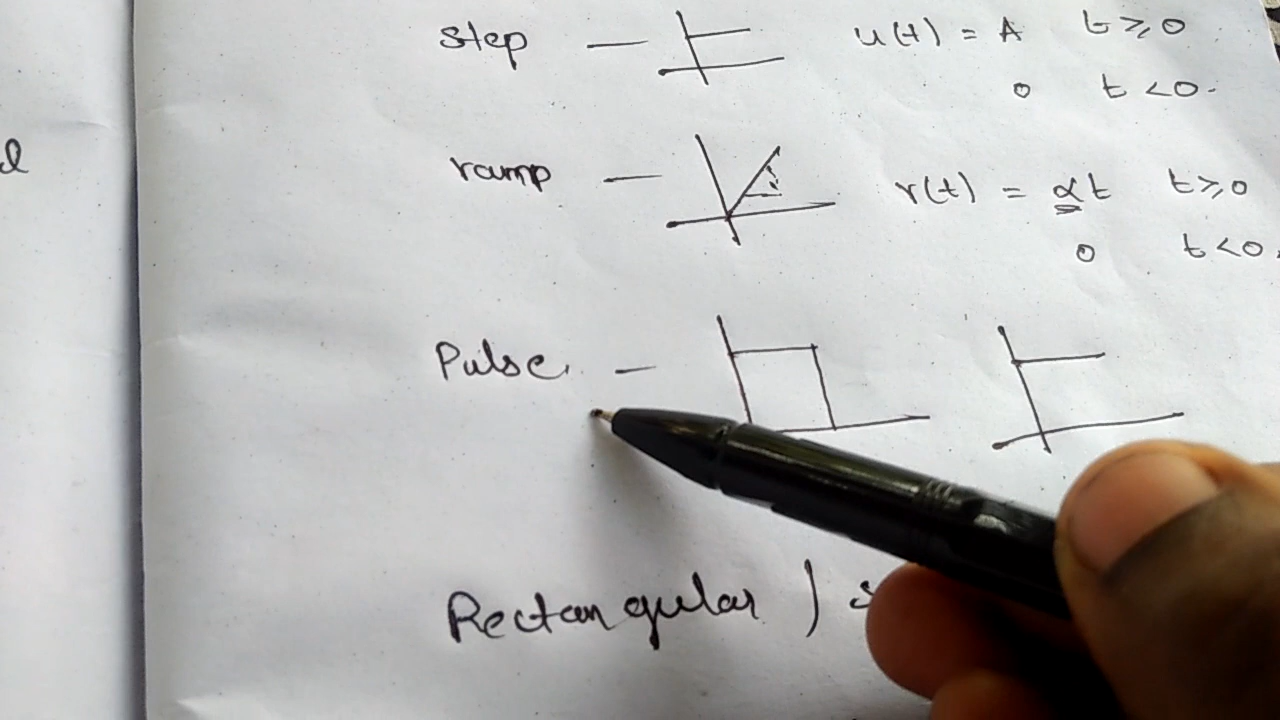 step — u(t) = A t ≥ 0
0 t < 0.
ramp — r(t) = αt t ≥ 0
0 t < 0.
Pulse. —
Rectangular )